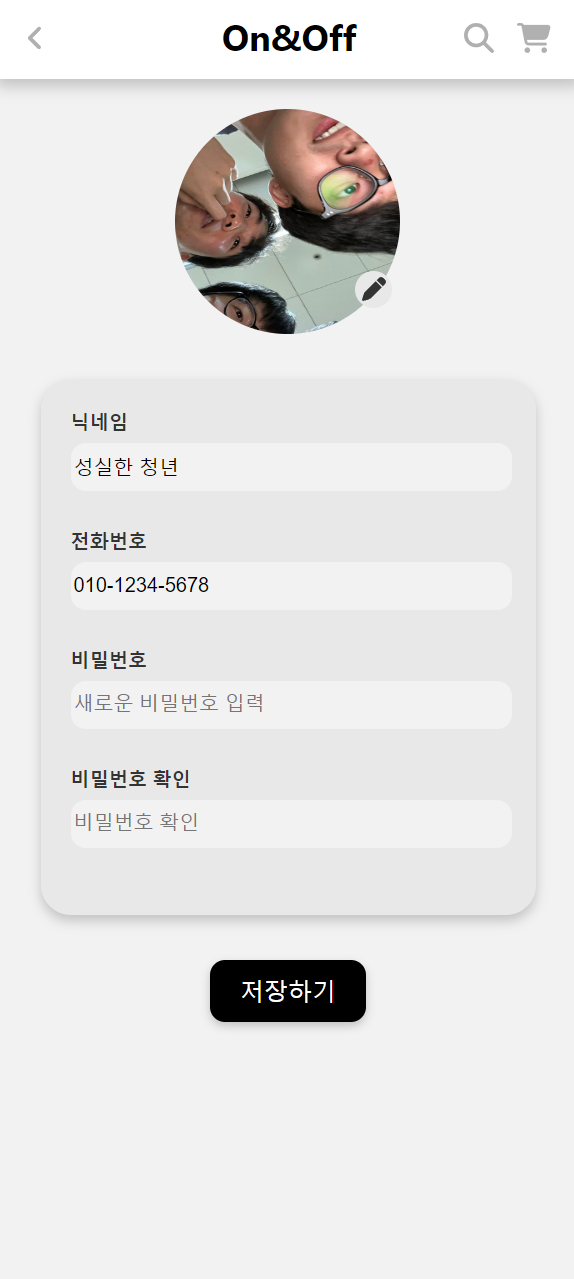 On&Off
닉네임
성실한 청년
전화번호
010-1234-5678
비밀번호
새로운 비밀번호 입력
비밀번호 확인
비밀번호 확인
저장하기